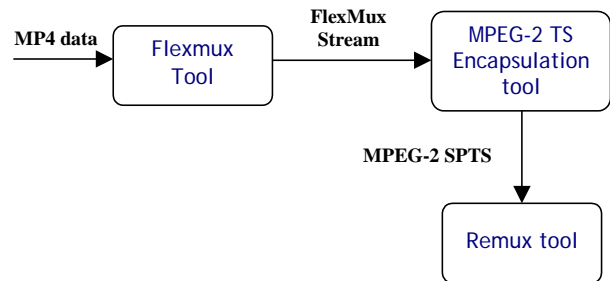 MP4 data
Flexmux
Tool
FlexMux
Stream
MPEG-2 TS
Encapsulation
tool
MPEG-2 SPTS
Remux tool